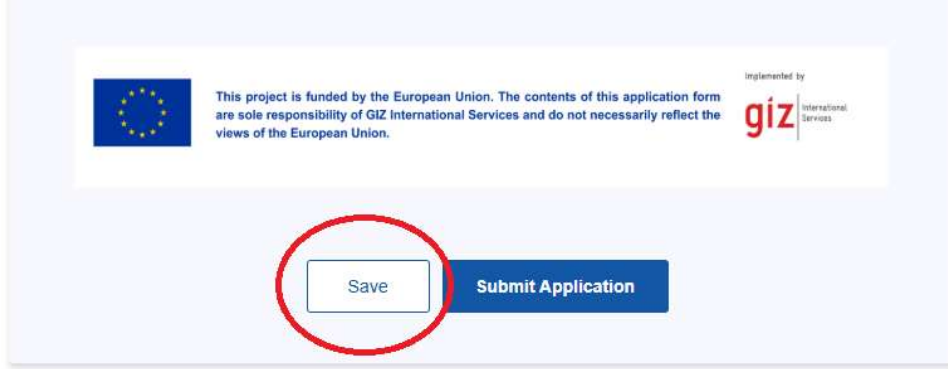 Implemented by
This project is funded by the European Union. The contents of this application form
are sole responsibility of GIZ International Services and do not necessarily reflect the
views of the European Union.
giz International
Services
Save
Submit Application